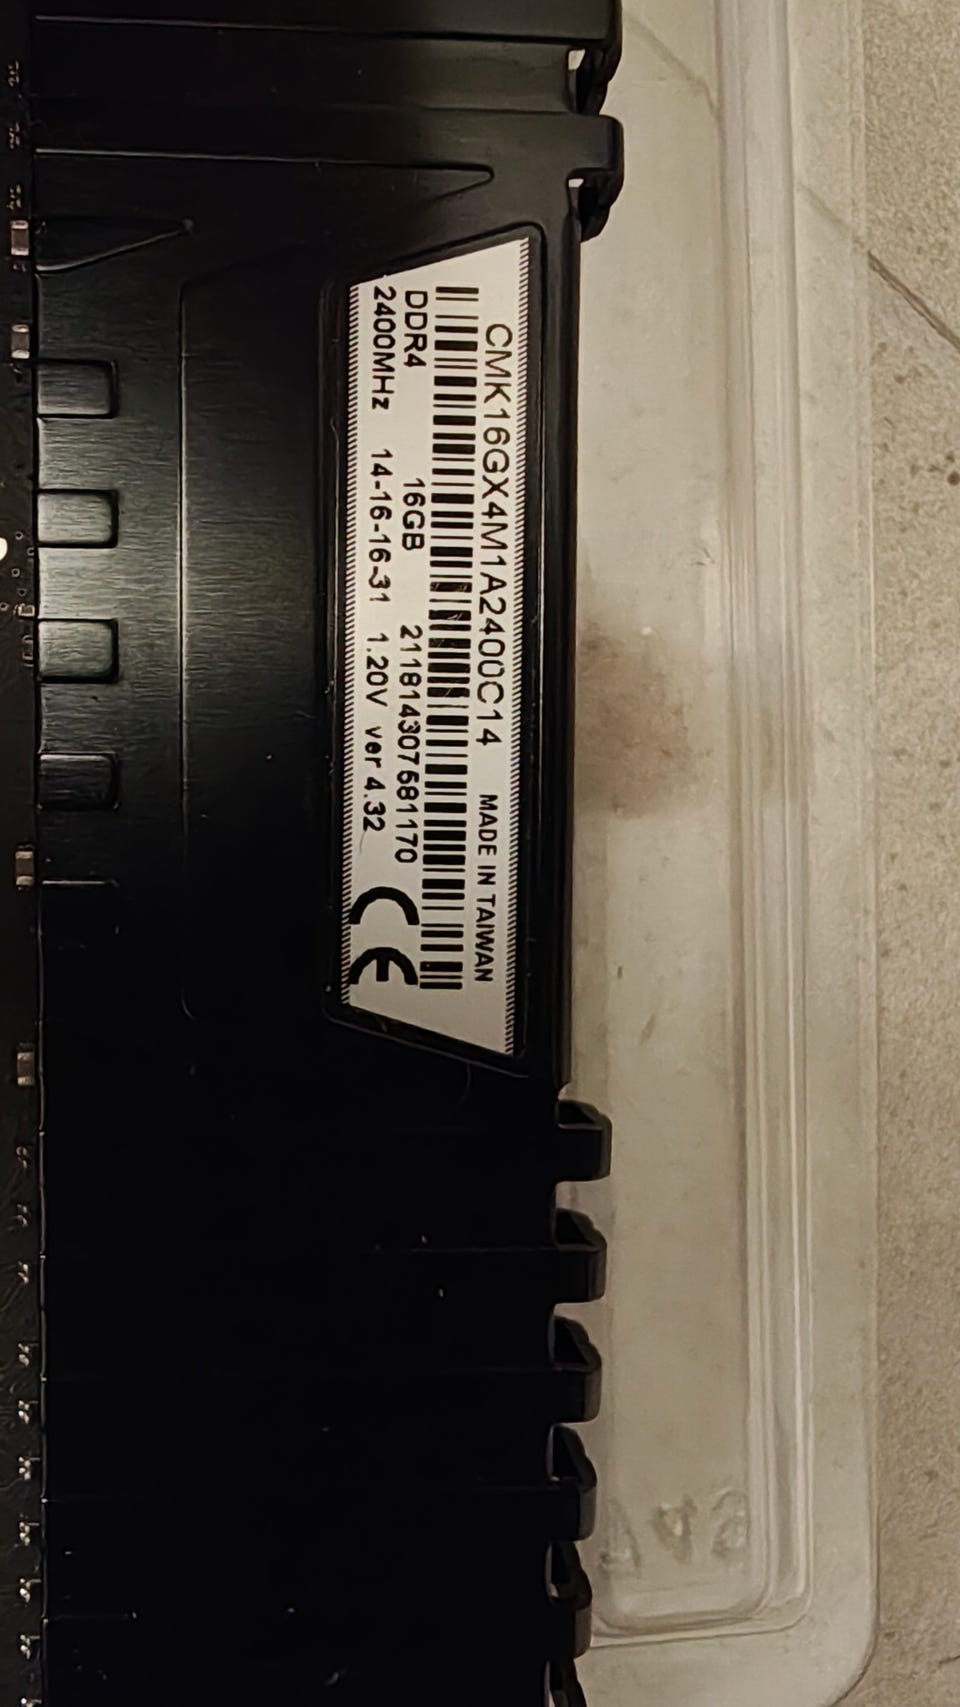 CMK16GX4M1A2400C14 MADE IN TAIWAN
DDR4 16GB 2118143076811170
2400MHz 14-16-16-31 1.20V ver 4.32
CE